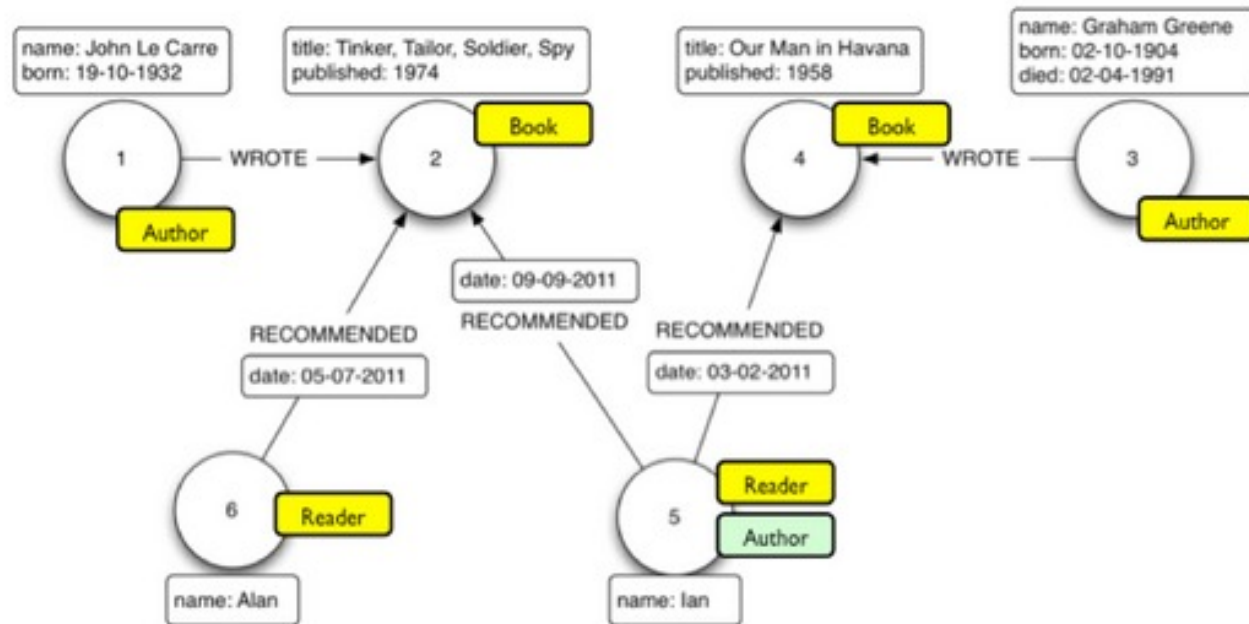 name: John Le Carre
born: 19-10-1932
title: Tinker, Tailor, Soldier, Spy
published: 1974
title: Our Man in Havana
published: 1958
name: Graham Greene
born: 02-10-1904
died: 02-04-1991
1
WROTE
2
Book
4
Book
WROTE
3
Author
Author
date: 09-09-2011
RECOMMENDED
RECOMMENDED
RECOMMENDED
date: 05-07-2011
date: 03-02-2011
6
Reader
5
Reader
Author
name: Alan
name: Ian